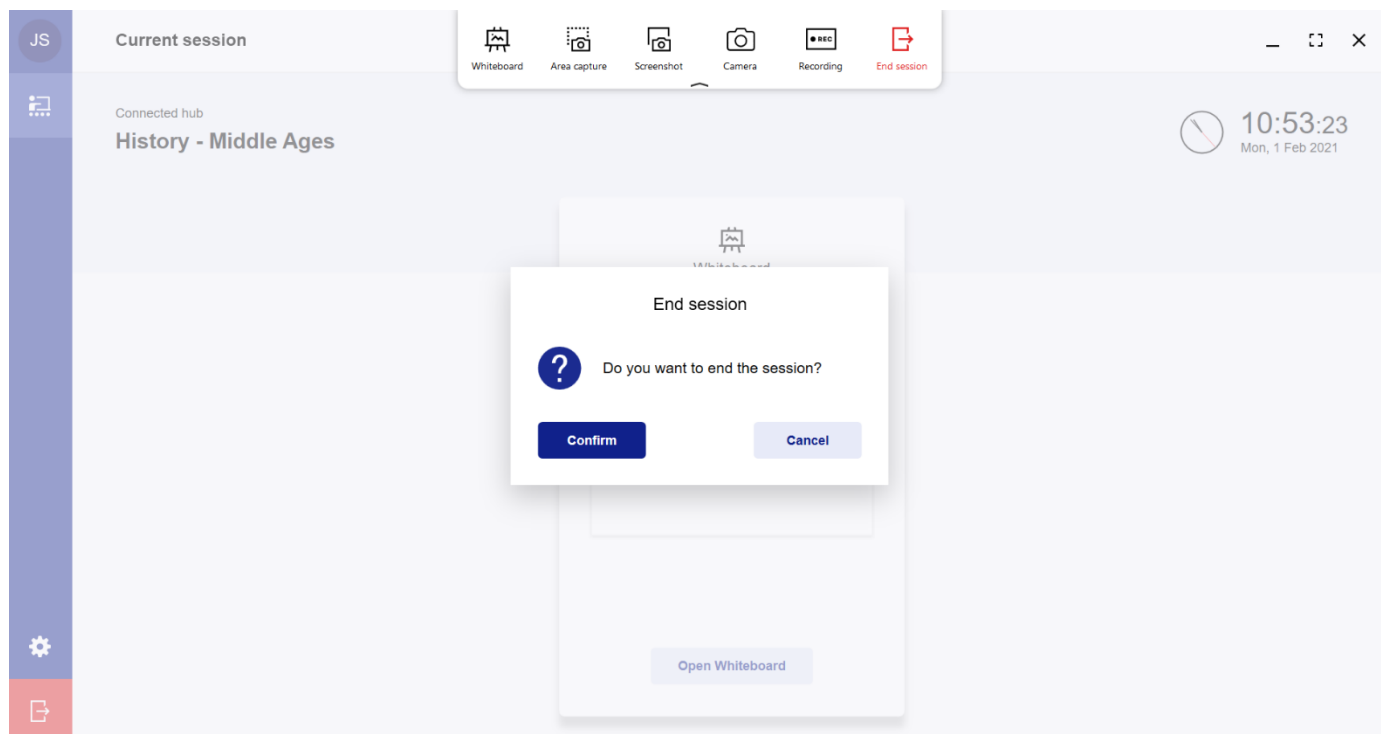 JS
Current session
Whiteboard
Area capture
Screenshot
Camera
REC
Recording
End session
Connected hub
History - Middle Ages
10:53:23
Mon, 1 Feb 2021
Whiteboard
End session
?
Do you want to end the session?
Confirm
Cancel
Open Whiteboard